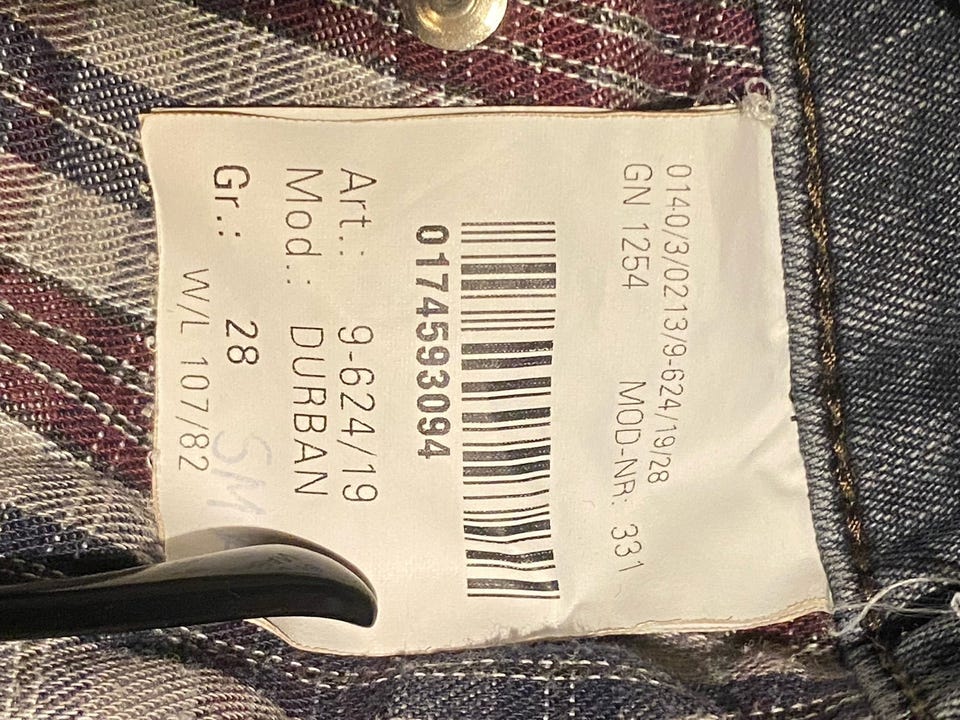 0140/3/0213/9-624/19/28
GN 1254 MOD-NR: 331
0174593094
Art.: 9-624/19
Mod.: DURBAN
Gr.: 28
W/L 107/82